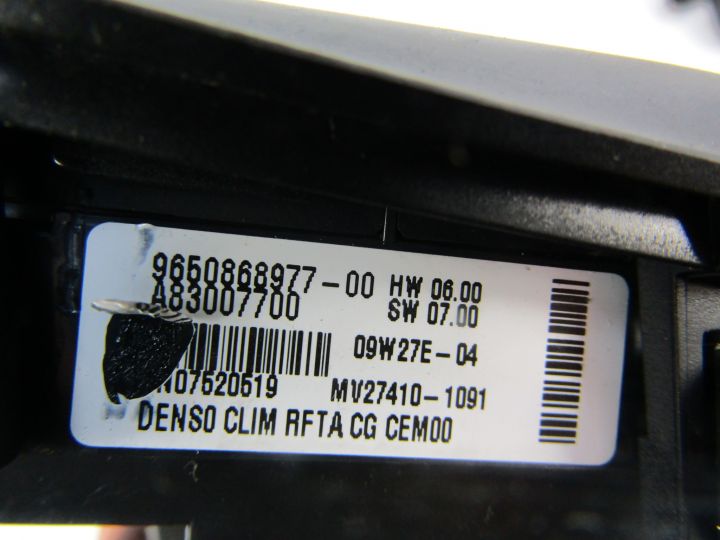 9650868977-00 HW 06.00
A83007700 SW 07.00
09W27E-04
N07520519 MV27410-1091
DENSO CLIM RFTA CG CEM00